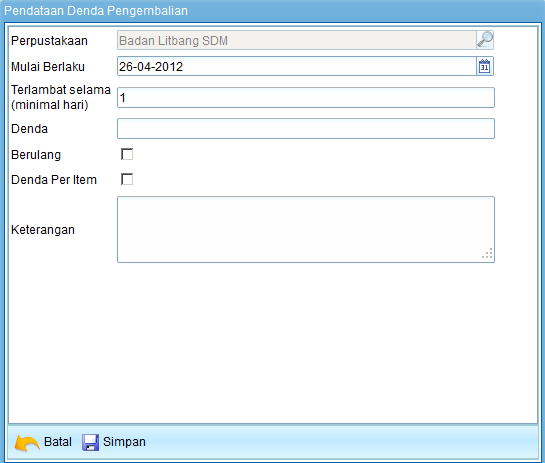 Pendataan Denda Pengembalian
Perpustakaan Badan Litbang SDM
Mulai Berlaku 26-04-2012 31
Terlambat selama
(minimal hari) 1
Denda
Berulang
Denda Per Item
Keterangan
Batal Simpan